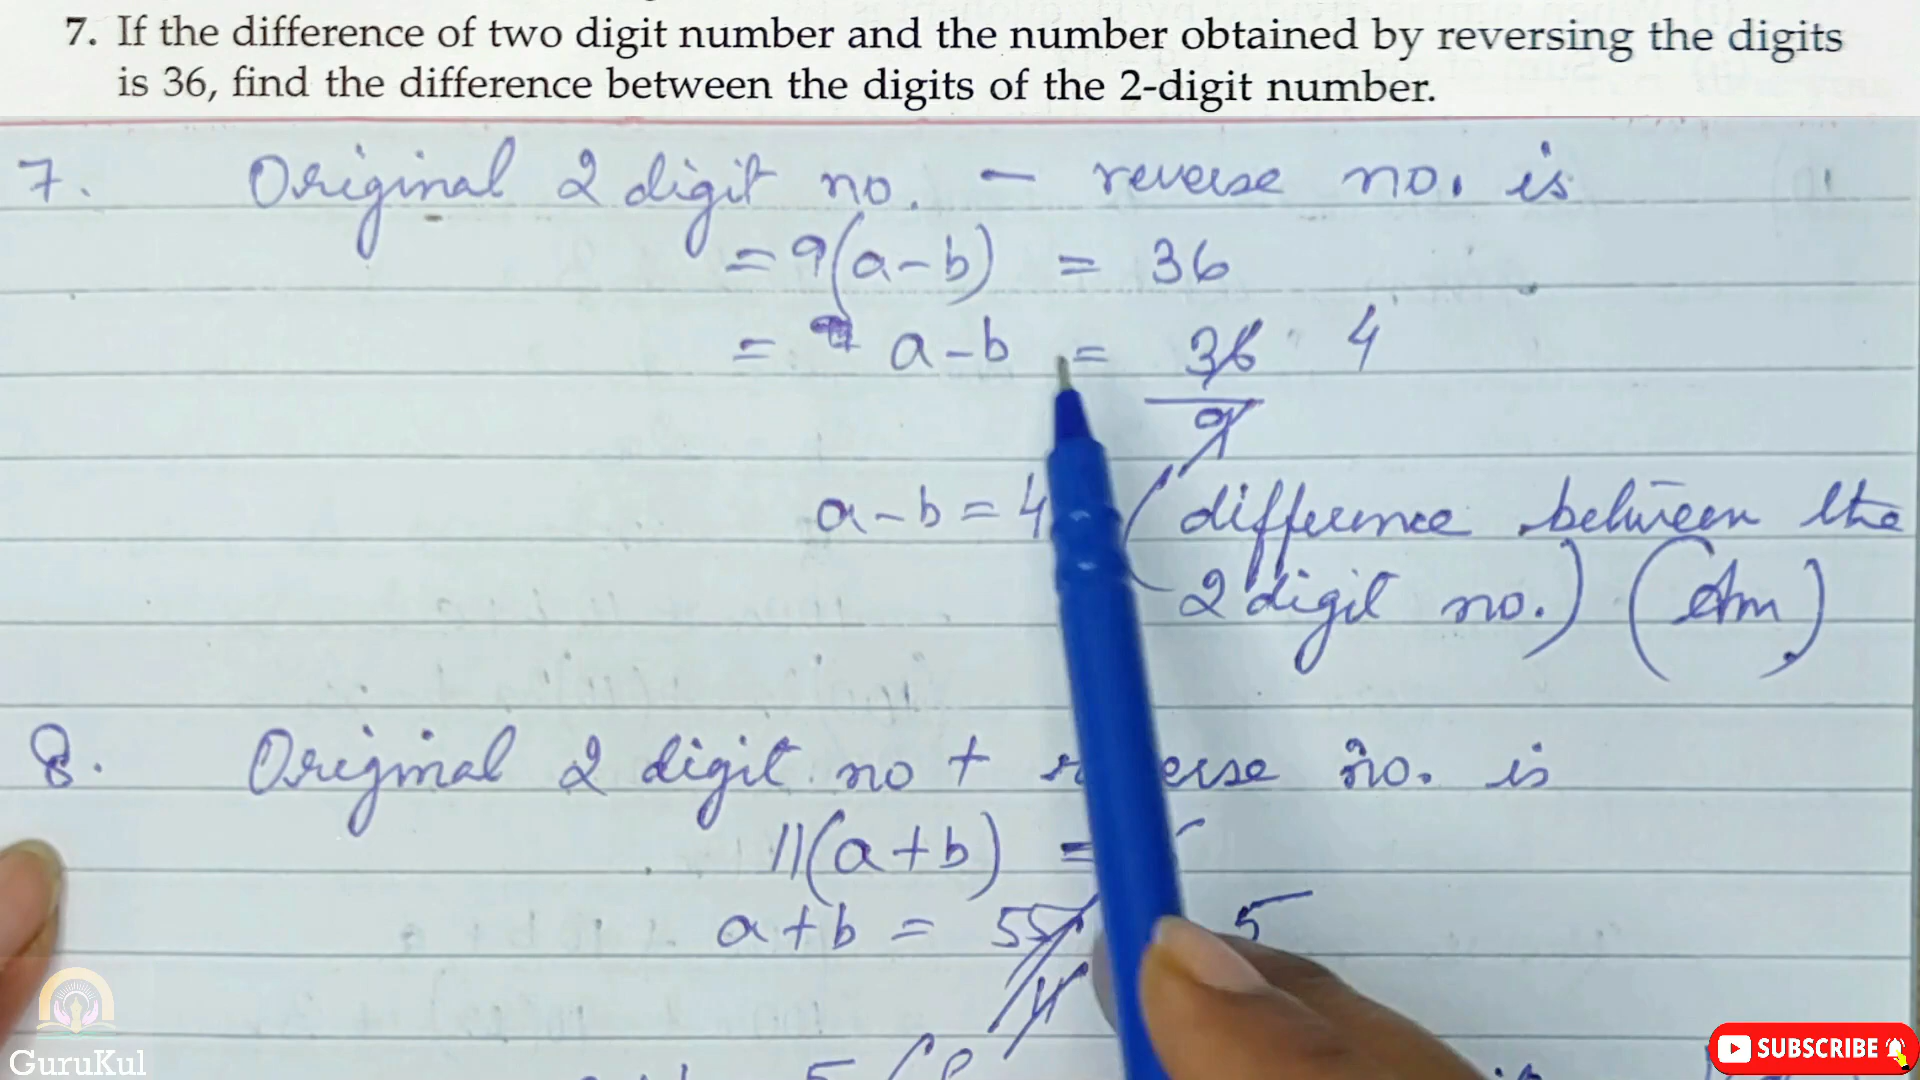 7. If the difference of two digit number and the number obtained by reversing the digits
is 36, find the difference between the digits of the 2-digit number.
7. Original 2 digit no. - reverse no. is
= 9(a-b) = 36
= a-b = 36 4
9
a-b = 4 (difference between the
2 digit no.) (Ans)
8. Original 2 digit no + reverse no. is
11(a+b) =
a+b = 55 5
11
GuruKul
SUBSCRIBE